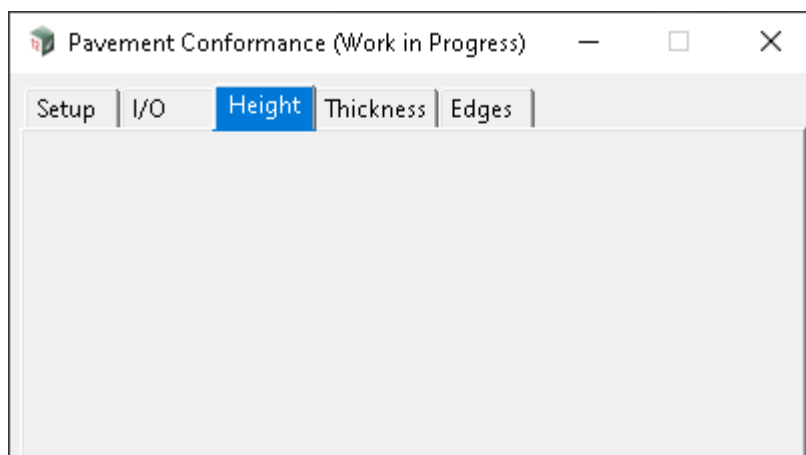 Pavement Conformance (Work in Progress)
Setup I/O Height Thickness Edges